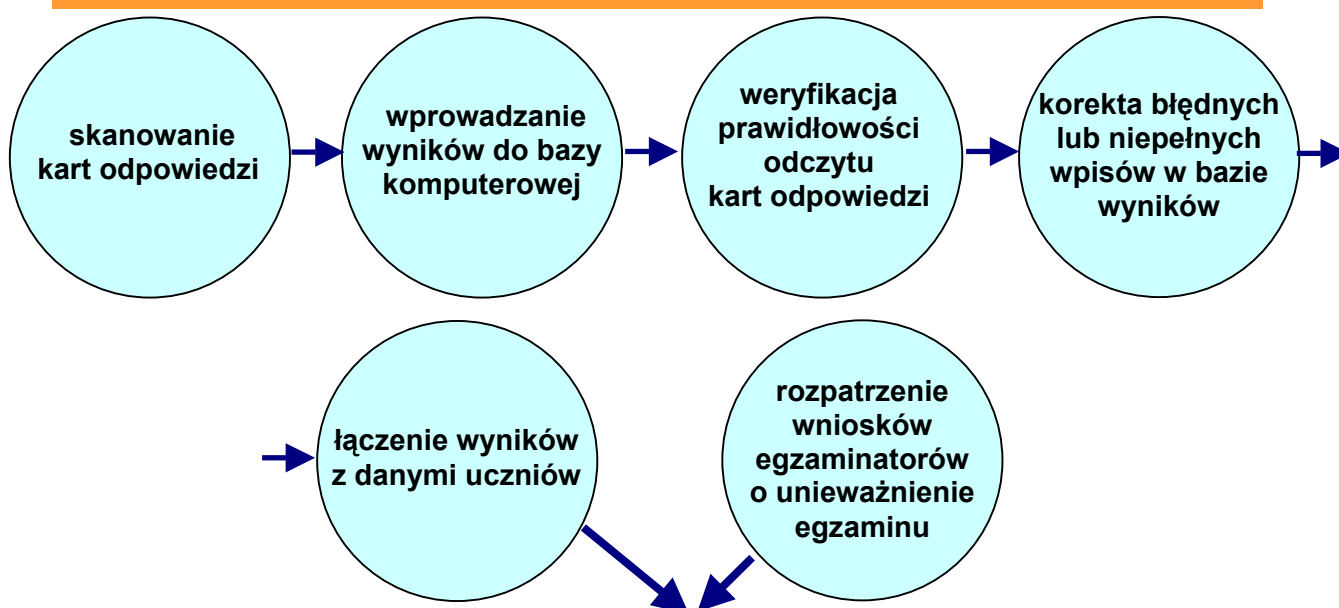 skanowanie
kart odpowiedzi
wprowadzanie
wyników do bazy
komputerowej
weryfikacja
prawidłowości
odczytu
kart odpowiedzi
korekta błędnych
lub niepełnych
wpisów w bazie
wyników
łączenie wyników
z danymi uczniów
rozpatrzenie
wniosków
egzaminatorów
o unieważnienie
egzaminu